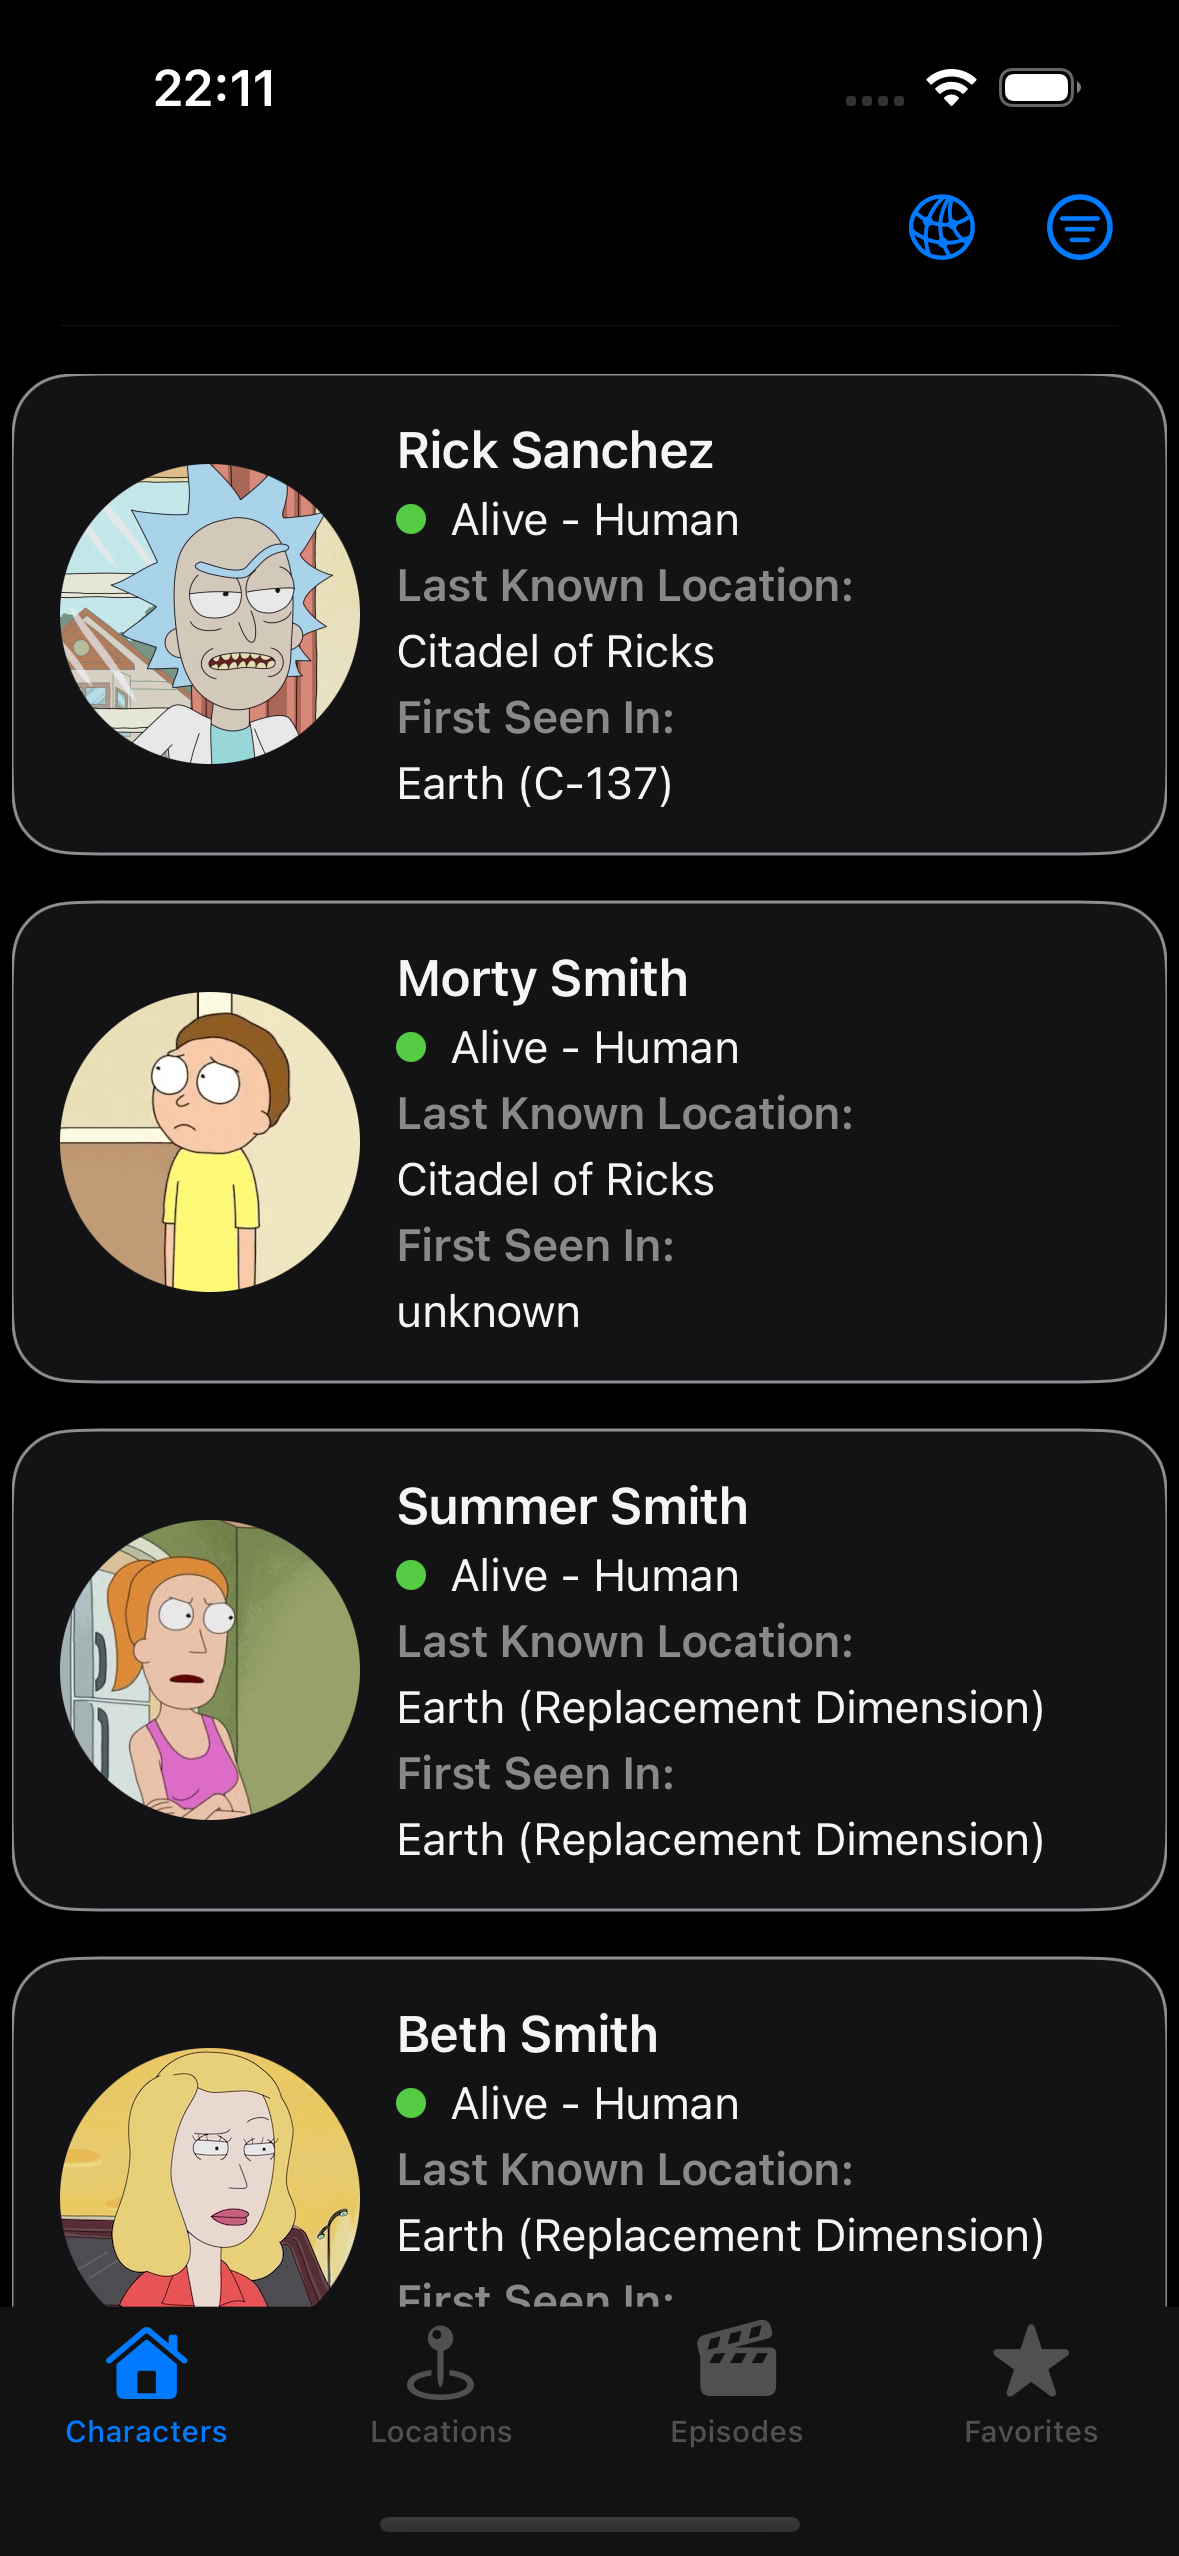 22:11
Rick Sanchez
Alive - Human
Last Known Location:
Citadel of Ricks
First Seen In:
Earth (C-137)
Morty Smith
Alive - Human
Last Known Location:
Citadel of Ricks
First Seen In:
unknown
Summer Smith
Alive - Human
Last Known Location:
Earth (Replacement Dimension)
First Seen In:
Earth (Replacement Dimension)
Beth Smith
Alive - Human
Last Known Location:
Earth (Replacement Dimension)
First Seen In:
Characters
Locations
Episodes
Favorites